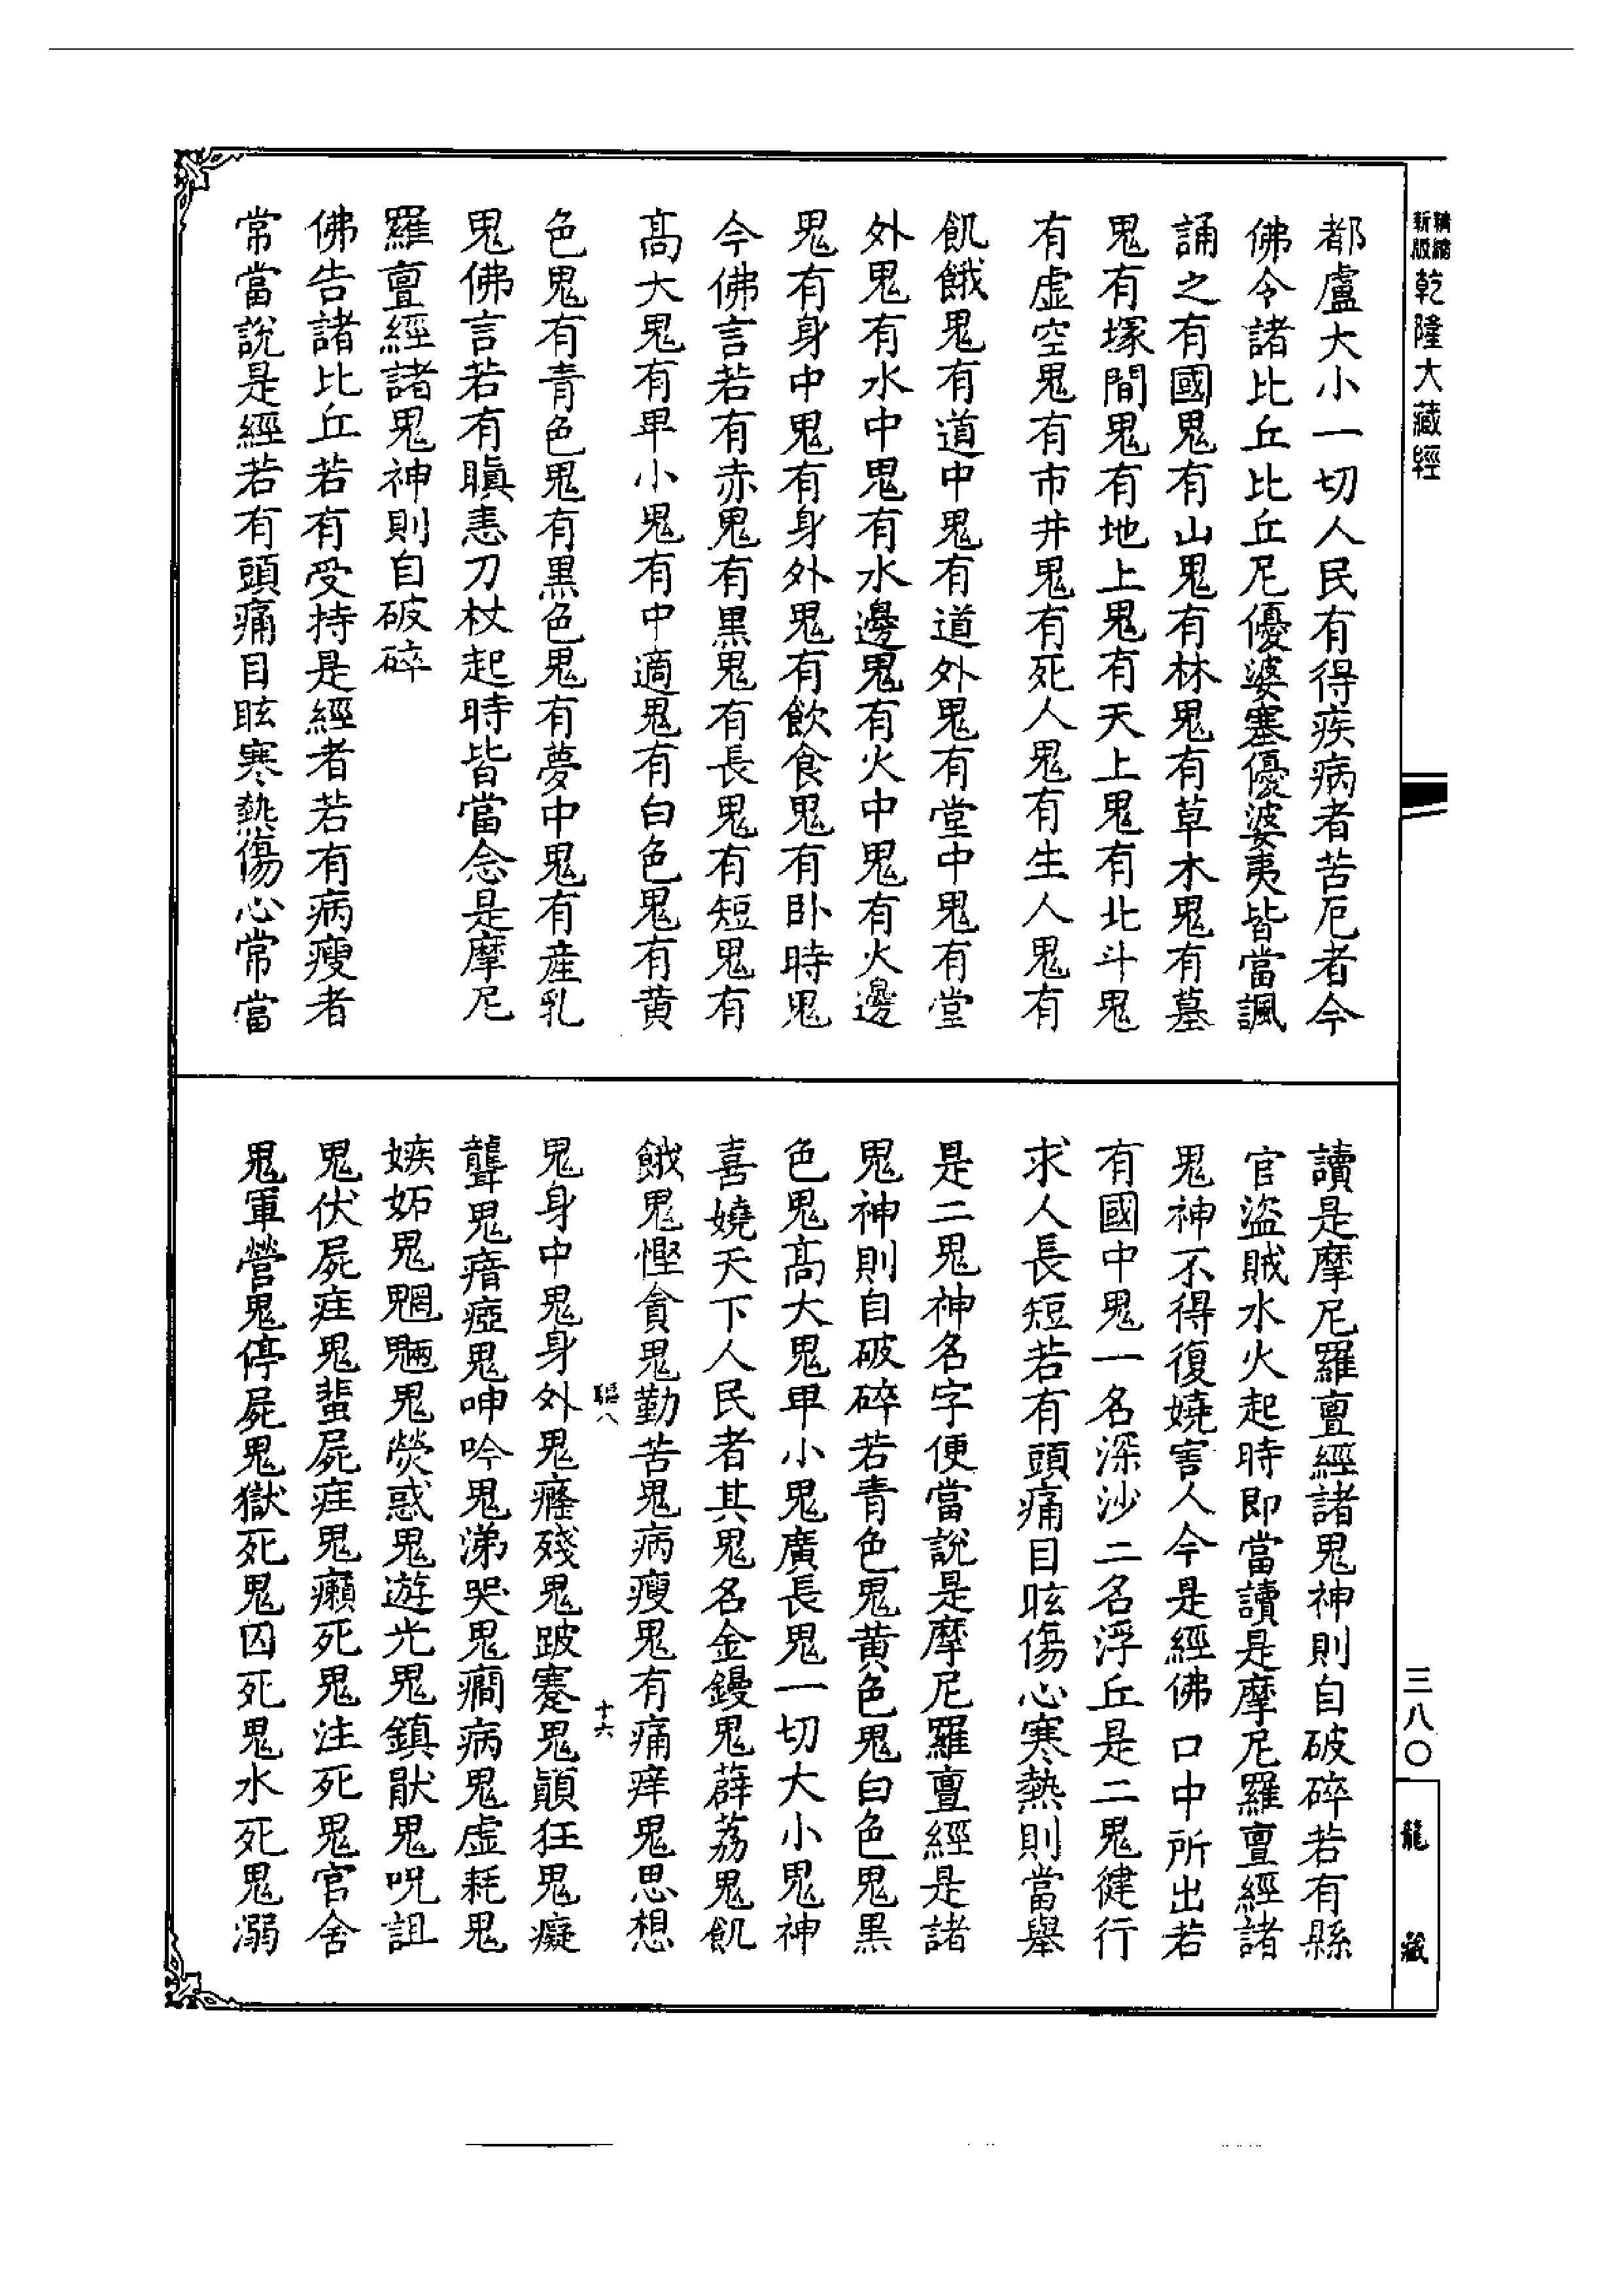 精縮新版乾隆大藏經
都盧大小一切人民有得疾病者苦厄者今
佛令諸比丘比丘尼優婆塞優婆夷皆當諷
誦之有國鬼有山鬼有林鬼有草木鬼有墓
鬼有塚間鬼有地上鬼有天上鬼有北斗鬼
有虛空鬼有市井鬼有死人鬼有生人鬼有
飢餓鬼有道中鬼有道外鬼有堂中鬼有堂
外鬼有水中鬼有水邊鬼有火中鬼有火邊
鬼有身中鬼有身外鬼有飲食鬼有卧時鬼
今佛言若有赤鬼有黑鬼有長鬼有短鬼有
髙大鬼有卑小鬼有中適鬼有白色鬼有黄
色鬼有青色鬼有黑色鬼有夢中鬼有産乳
鬼佛言若有瞋恚刀杖起時皆當念是摩尼
羅亶經諸鬼神則自破碎
佛告諸比丘若有受持是經者若有病瘦者
常當說是經若有頭痛目眩寒熱傷心常當
讀是摩尼羅亶經諸鬼神則自破碎若有縣
官盜賊水火起時即當讀是摩尼羅亶經諸
鬼神不得復嬈害人今是經佛口中所出若
有國中鬼一名深沙二名浮丘是二鬼健行
求人長短若有頭痛目眩傷心寒熱則當舉
是二鬼神名字便當說是摩尼羅亶經是諸
鬼神則自破碎若青色鬼黄色鬼白色鬼黑
色鬼髙大鬼卑小鬼廣長鬼一切大小鬼神
喜嬈天下人民者其鬼名金鏝鬼薜荔鬼飢
餓鬼慳貪鬼勤苦鬼病瘦鬼有痛痒鬼思想
驅八 十六
鬼身中鬼身外鬼癃殘鬼跛蹇鬼顚狂鬼癡
聾鬼瘖瘂鬼呻吟鬼涕哭鬼癎病鬼虛耗鬼
嫉妬鬼魍魎鬼熒惑鬼遊光鬼鎮猒鬼呪詛
鬼伏屍疰鬼蜚屍疰鬼癩死鬼注死鬼官舍
鬼軍營鬼停屍鬼獄死鬼囚死鬼水死鬼溺
三八〇
龍藏